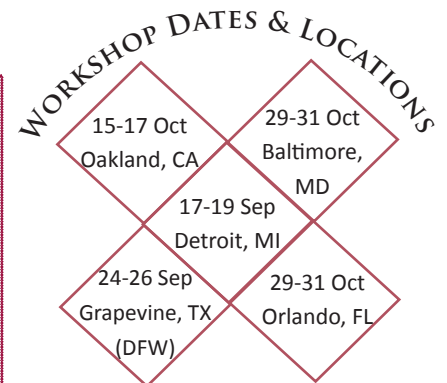 WORKSHOP DATES & LOCATIONS
15-17 Oct
Oakland, CA
29-31 Oct
Baltimore,
MD
17-19 Sep
Detroit, MI
24-26 Sep
Grapevine, TX
(DFW)
29-31 Oct
Orlando, FL